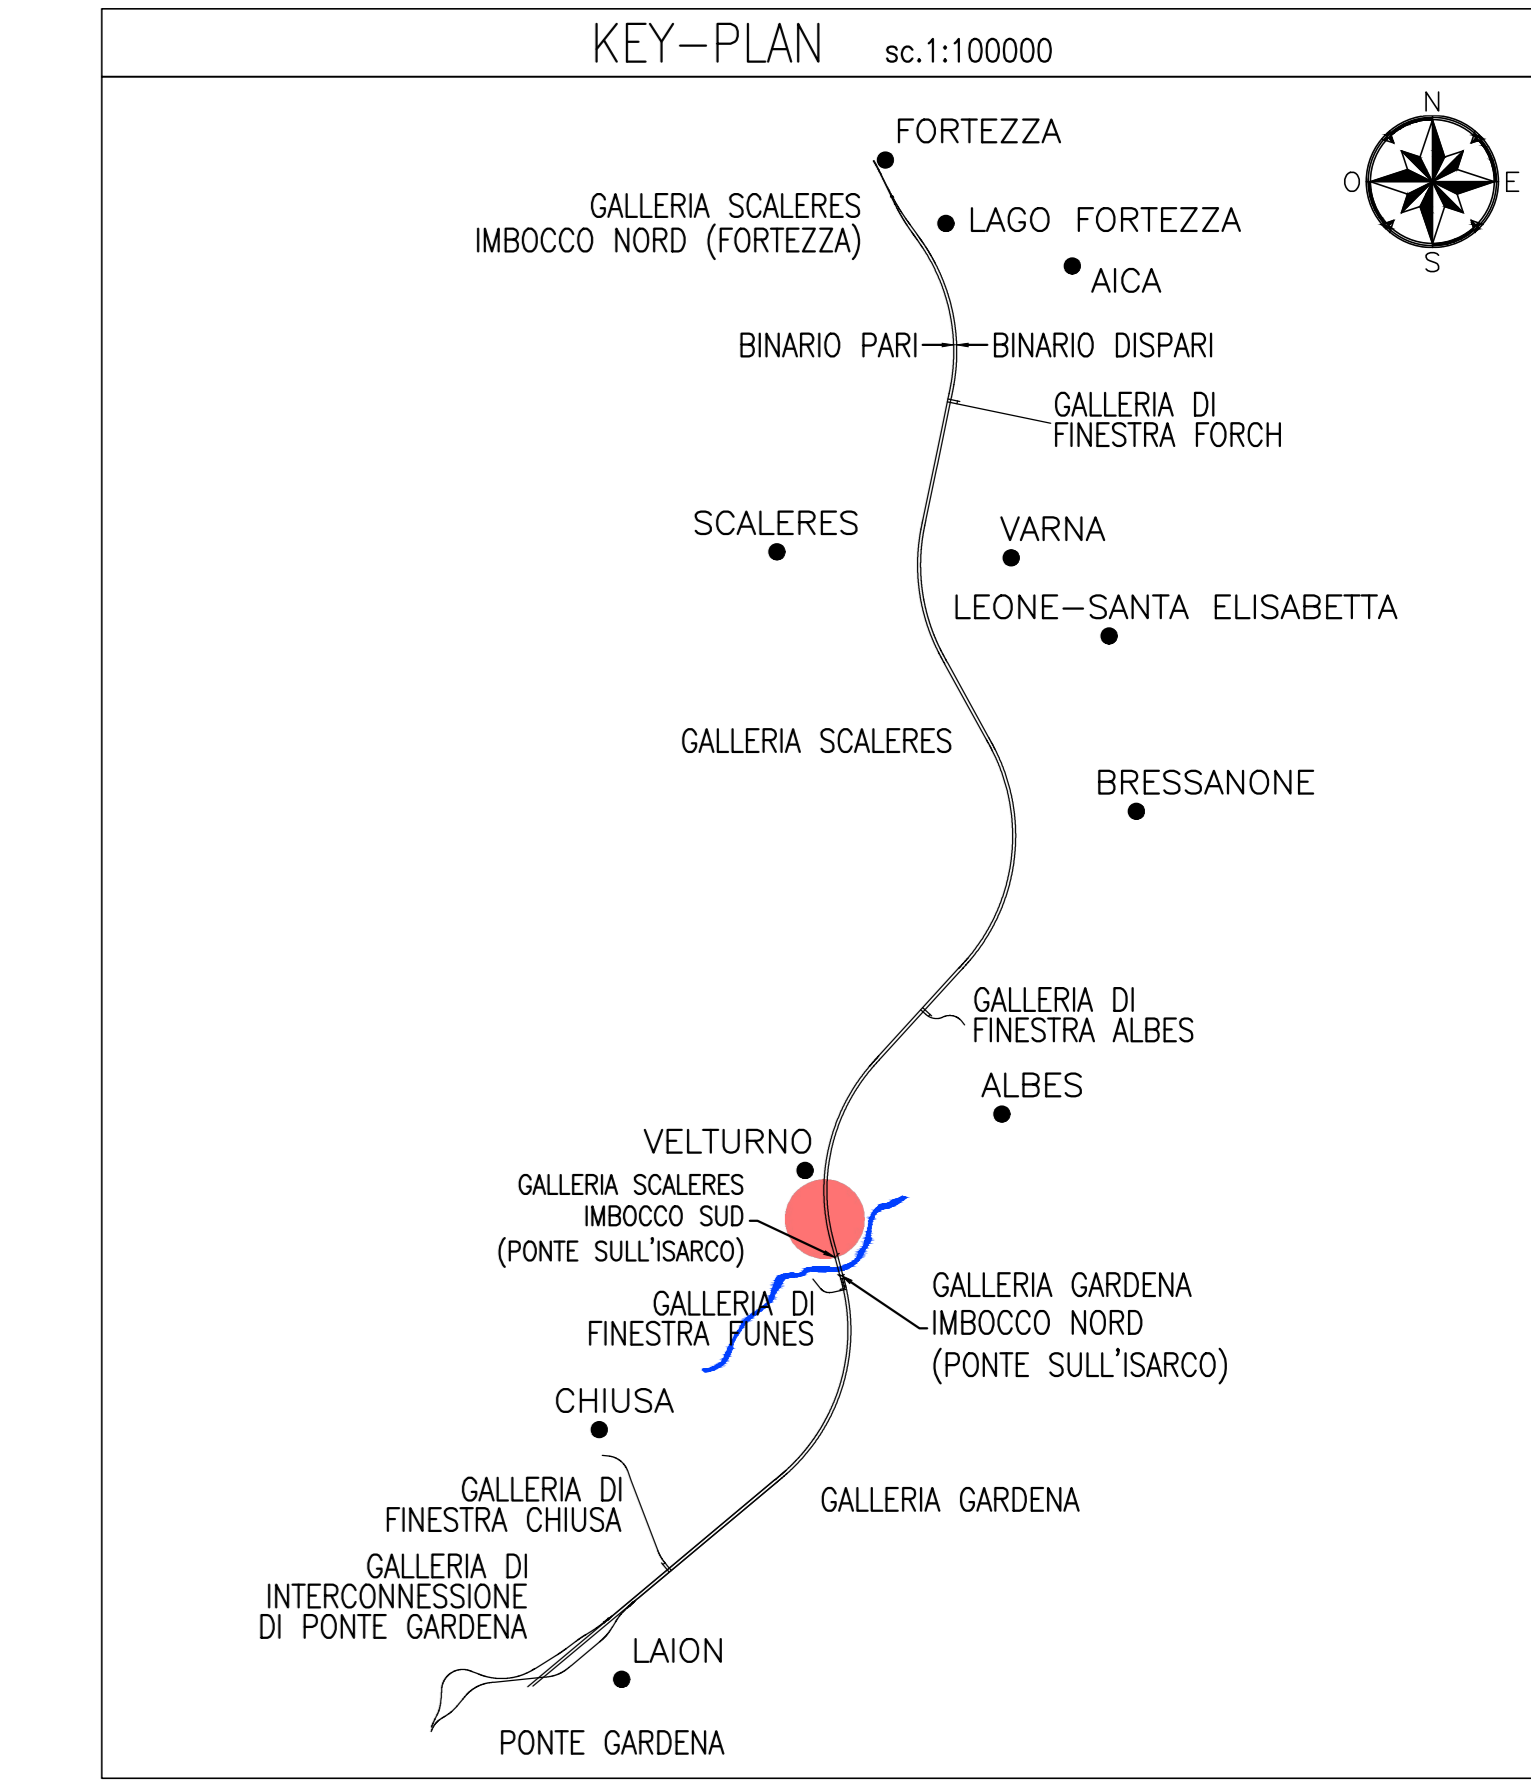 KEY-PLAN sc.1:100000
N
O
E
S
FORTEZZA
GALLERIA SCALERES
IMBOCCO NORD (FORTEZZA)
LAGO FORTEZZA
AICA
BINARIO PARI
BINARIO DISPARI
GALLERIA DI
FINESTRA FORCH
SCALERES
VARNA
LEONE-SANTA ELISABETTA
GALLERIA SCALERES
BRESSANONE
GALLERIA DI
FINESTRA ALBES
ALBES
VELTURNO
GALLERIA SCALERES
IMBOCCO SUD
(PONTE SULL'ISARCO)
GALLERIA GARDENA
IMBOCCO NORD
(PONTE SULL'ISARCO)
GALLERIA DI
FINESTRA FUNES
CHIUSA
GALLERIA DI
FINESTRA CHIUSA
GALLERIA GARDENA
GALLERIA DI
INTERCONNESSIONE
DI PONTE GARDENA
LAION
PONTE GARDENA